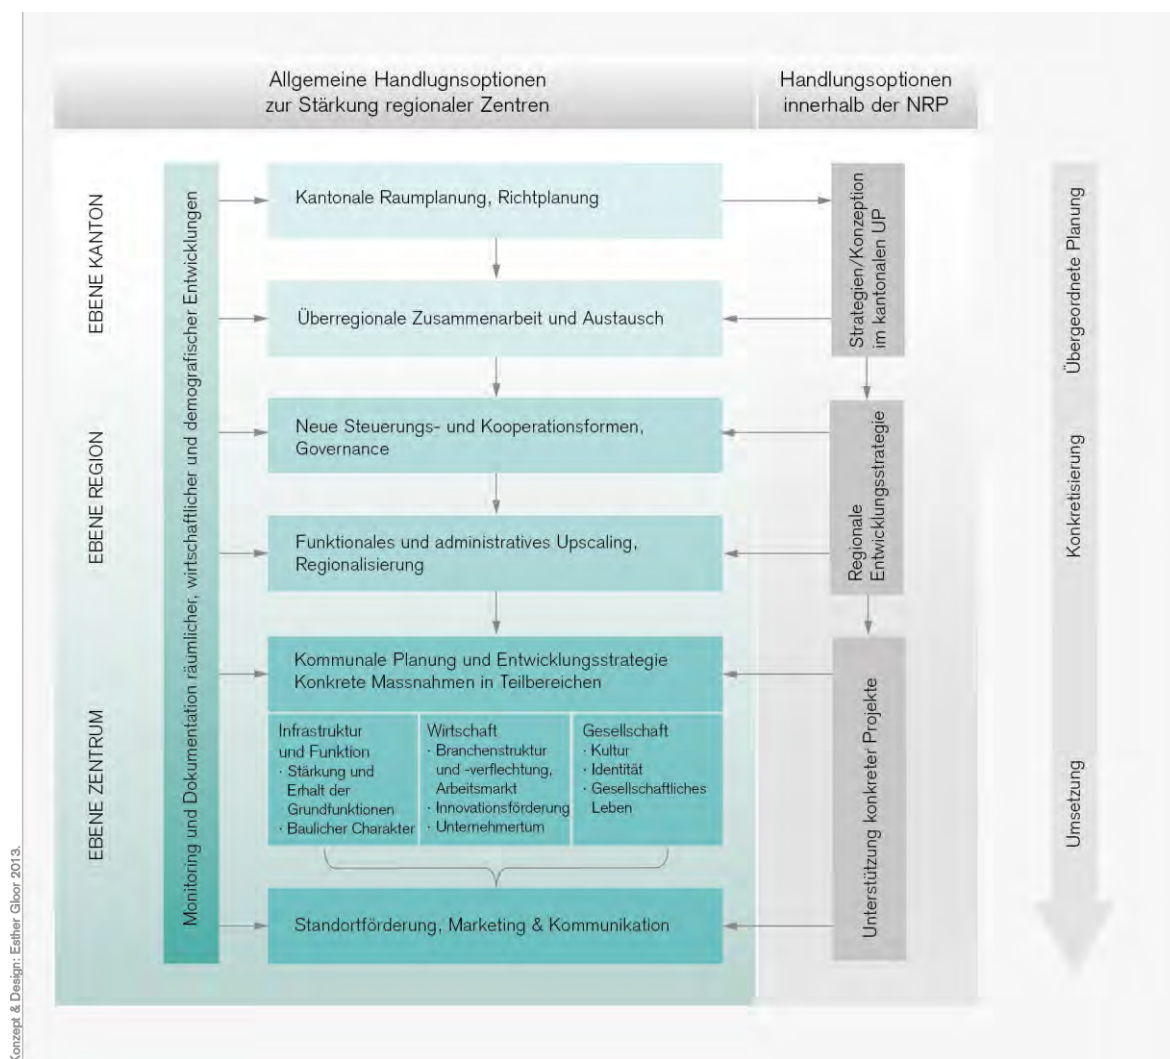 Allgemeine Handlugnsoptionen
zur Stärkung regionaler Zentren
Handlungsoptionen
innerhalb der NRP
EBENE KANTON
EBENE REGION
EBENE ZENTRUM
Monitoring und Dokumentation räumlicher, wirtschaftlicher und demografischer Entwicklungen
Kantonale Raumplanung, Richtplanung
Überregionale Zusammenarbeit und Austausch
Neue Steuerungs- und Kooperationsformen,
Governance
Funktionales und administratives Upscaling,
Regionalisierung
Kommunale Planung und Entwicklungsstrategie
Konkrete Massnahmen in Teilbereichen
Infrastruktur
und Funktion
· Stärkung und
Erhalt der
Grundfunktionen
· Baulicher Charakter
Wirtschaft
· Branchenstruktur
und -verflechtung,
Arbeitsmarkt
· Innovationsförderung
· Unternehmertum
Gesellschaft
· Kultur
· Identität
· Gesellschaftliches
Leben
Standortförderung, Marketing & Kommunikation
Strategien/Konzeption
im kantonalen UP
Regionale
Entwicklungsstrategie
Unterstützung konkreter Projekte
Übergeordnete Planung
Konkretisierung
Umsetzung
Konzept & Design: Esther Gloor 2013.